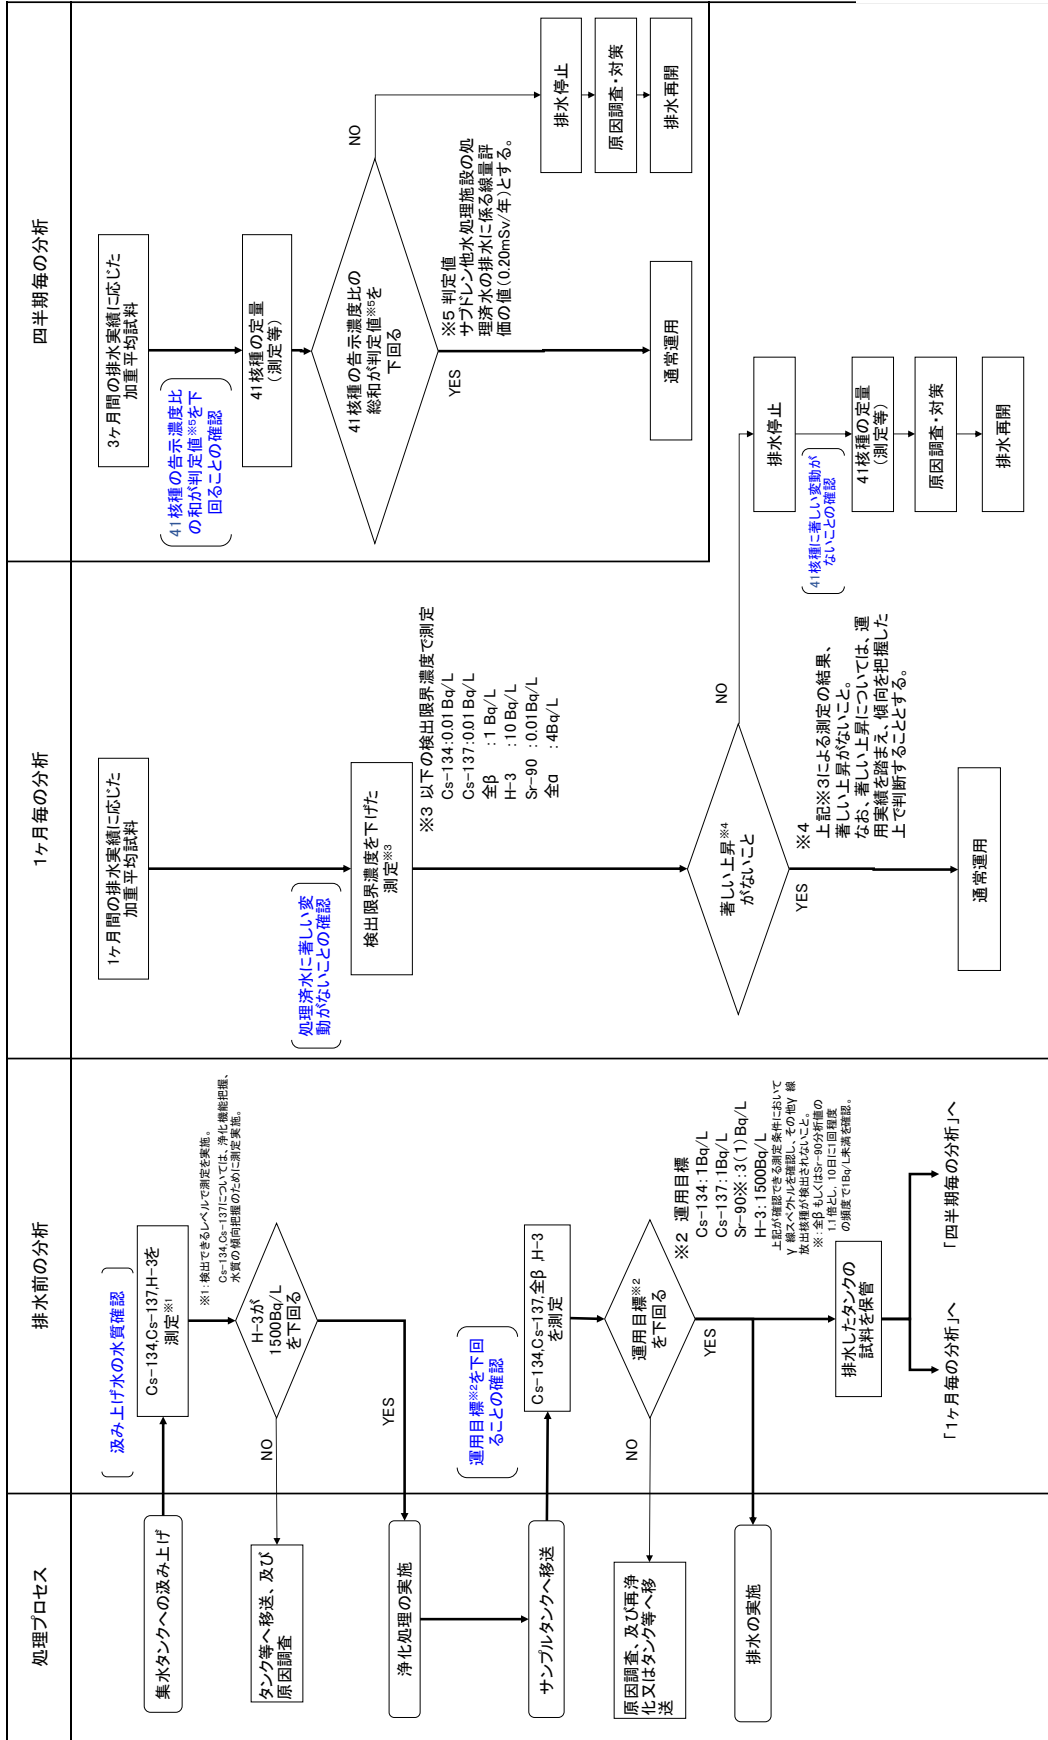 処理プロセス
排水前の分析
1ヶ月毎の分析
四半期毎の分析
集水タンクへの汲み上げ
タンク等へ移送、及び
原因調査
浄化処理の実施
サンプルタンクへ移送
原因調査、及び再浄
化又はタンク等へ移
送
排水の実施
汲み上げ水の水質確認
Cs-134,Cs-137,H-3を
測定※1
※1：検出できるレベルで測定を実施。
Cs-134,Cs-137については、浄化機能把握、
水質の傾向把握のために測定実施。
H-3が
1500Bq/L
を下回る
NO
YES
運用目標※2を下回
ることの確認
Cs-134,Cs-137,全β,H-3
を測定
運用目標※2
を下回る
NO
YES
※2 運用目標
Cs-134：1Bq/L
Cs-137：1Bq/L
Sr-90※：3(1)Bq/L
H-3：1500Bq/L
上記が確認できる測定条件において
γ線スペクトルを確認し、その他γ線
放出核種が検出されないこと。
※：全βもしくはSr-90分析値の
1.1倍とし、10日に1回程度
の頻度で1Bq/L未満を確認。
排水したタンクの
試料を保管
「1ヶ月毎の分析」へ
「四半期毎の分析」へ
1ヶ月間の排水実績に応じた
加重平均試料
処理済水に著しい変
動がないことの確認
検出限界濃度を下げた
測定※3
※3 以下の検出限界濃度で測定
Cs-134:0.01Bq/L
Cs-137:0.01Bq/L
全β :1Bq/L
H-3 :10Bq/L
Sr-90 :0.01Bq/L
全α :4Bq/L
著しい上昇※4
がないこと
NO
YES
※4
上記※3による測定の結果、
著しい上昇がないこと。
なお、著しい上昇については、運
用実績を踏まえ、傾向を把握した
上で判断することとする。
通常運用
排水停止
41核種に著しい変動が
ないことの確認
41核種の定量
(測定等)
原因調査・対策
排水再開
3ヶ月間の排水実績に応じた
加重平均試料
41核種の告示濃度比
の和が判定値※5を下
回ることの確認
41核種の定量
(測定等)
41核種の告示濃度比の
総和が判定値※5を
下回る
NO
YES
※5 判定値
サブドレン他水処理施設の処
理済水の排水に係る線量評
価の値(0.20mSv/年)とする。
通常運用
排水停止
原因調査・対策
排水再開